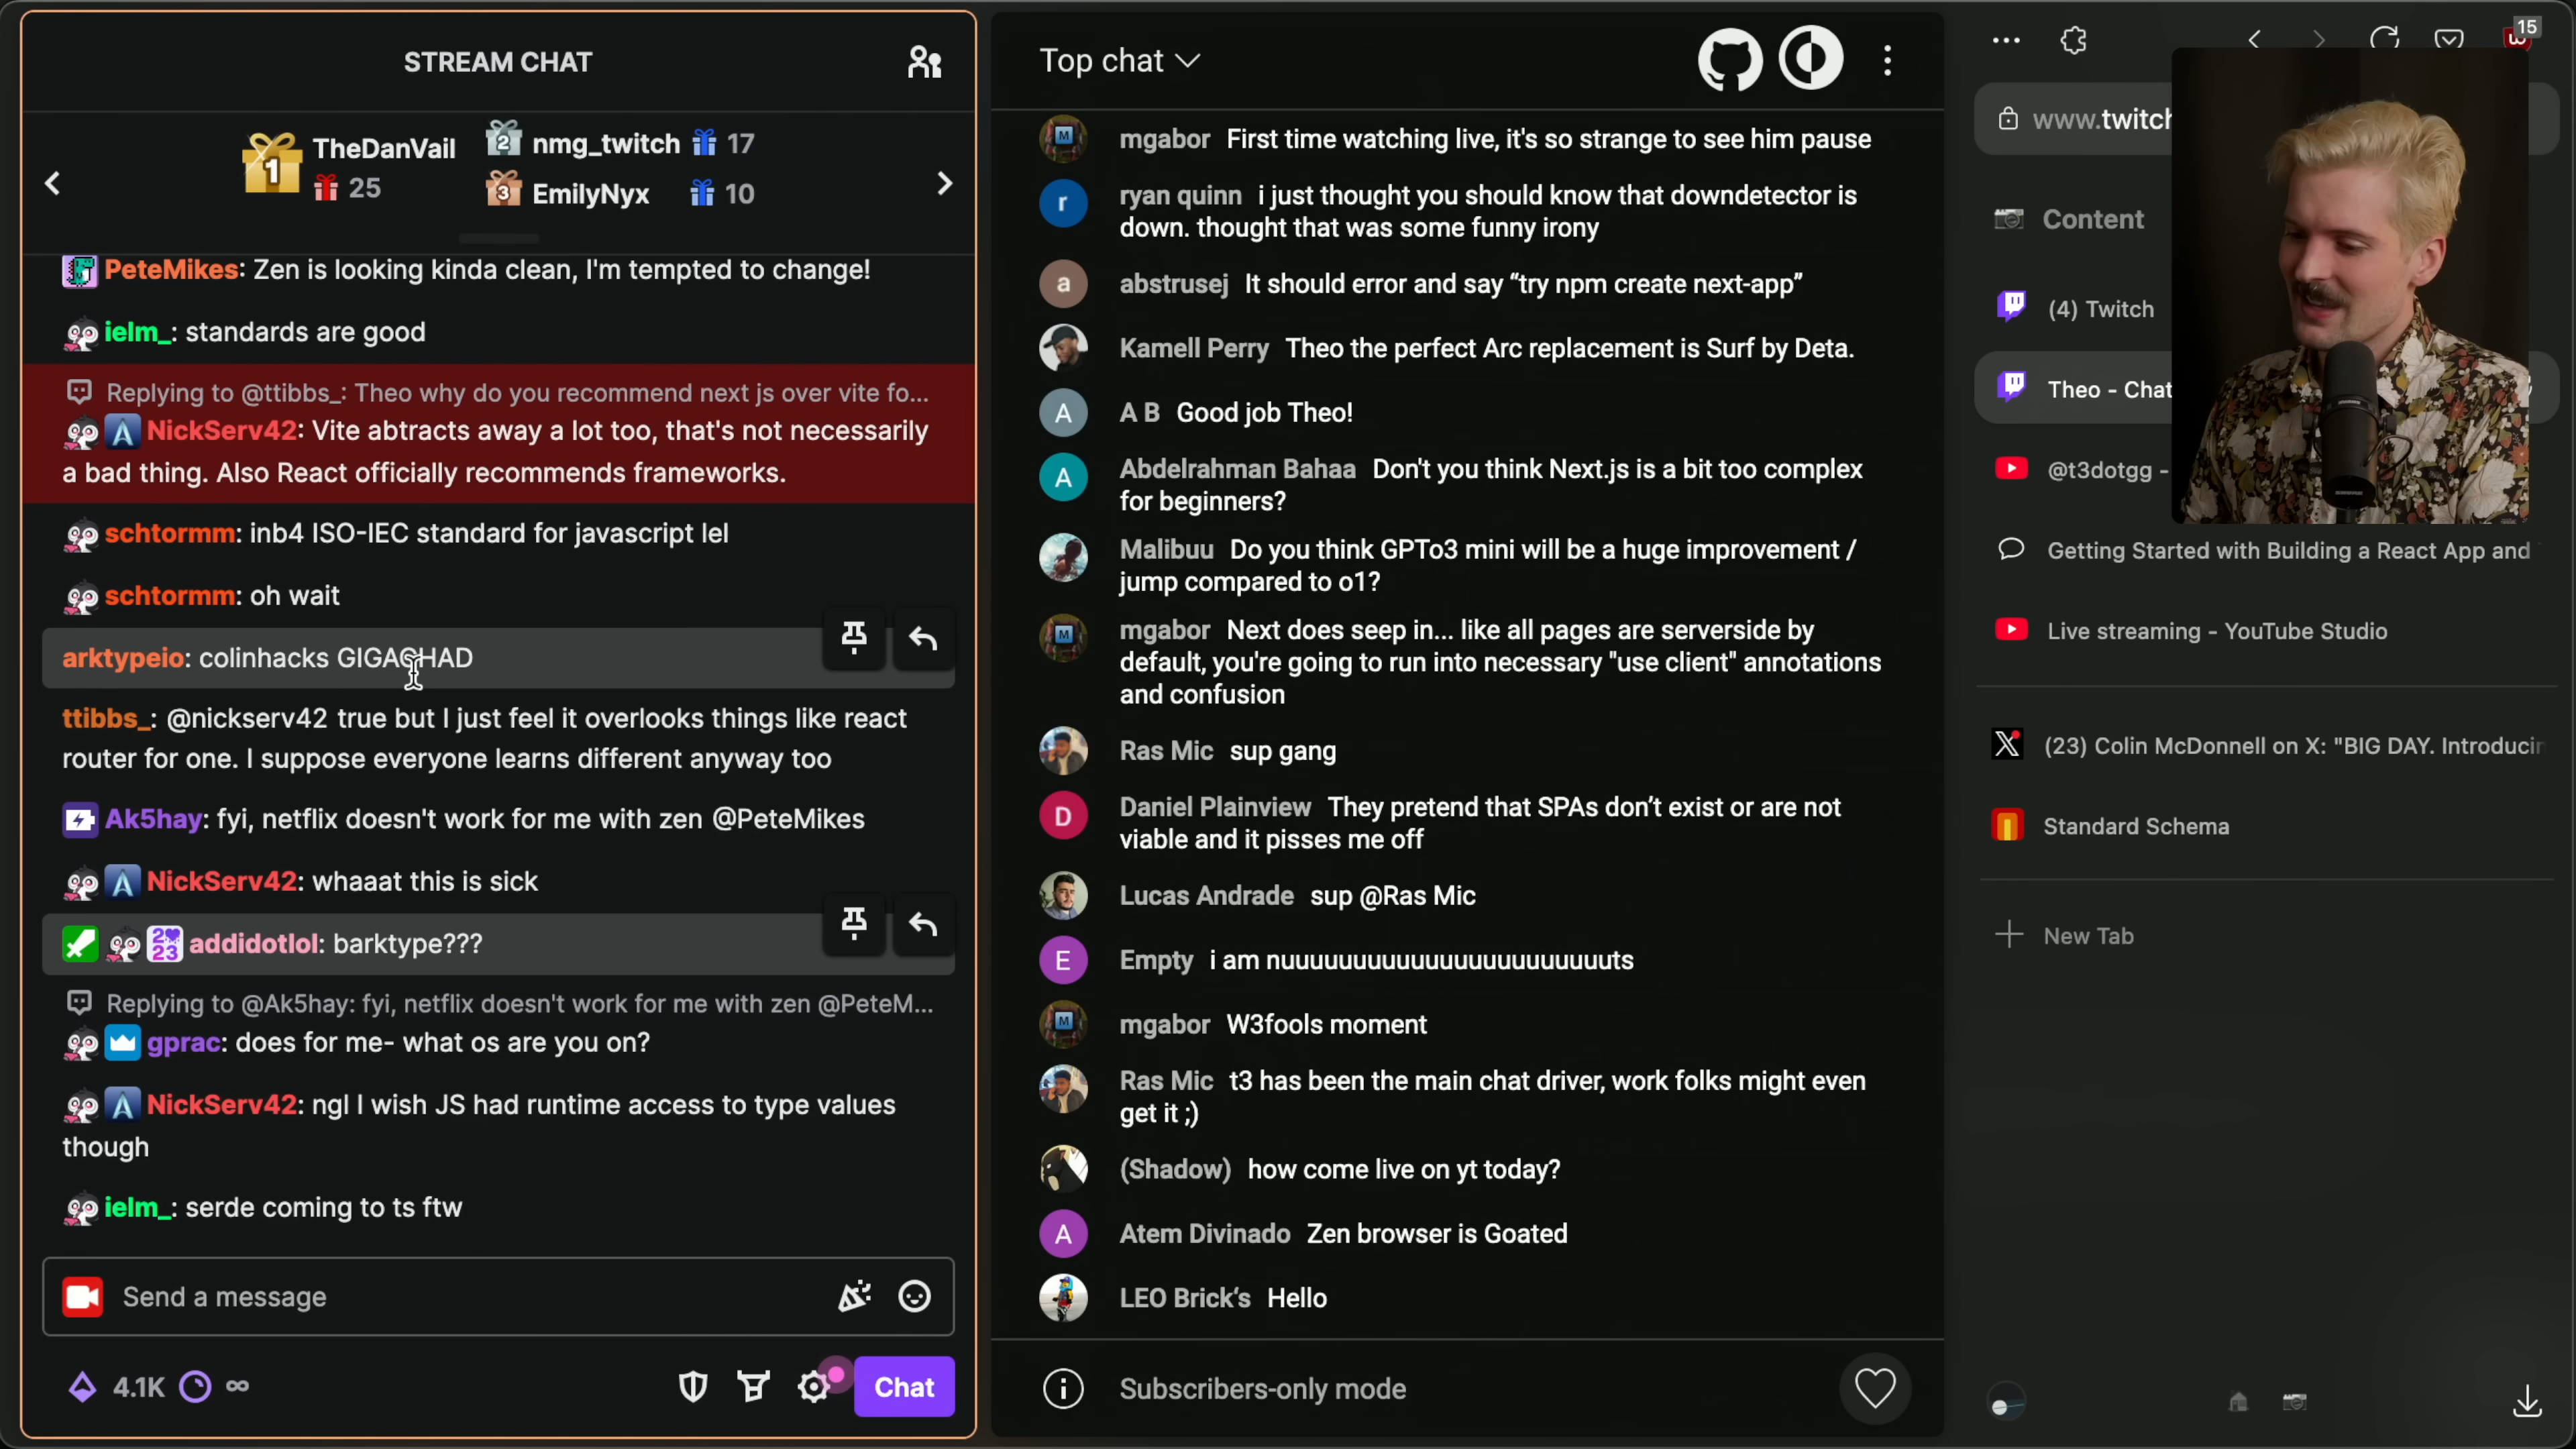 STREAM CHAT
1
TheDanVail
25
2
nmg_twitch
17
3
EmilyNyx
10
PeteMikes: Zen is looking kinda clean, I'm tempted to change!
ielm_: standards are good
Replying to @ttibbs_: Theo why do you recommend next js over vite fo...
NickServ42: Vite abtracts away a lot too, that's not necessarily
a bad thing. Also React officially recommends frameworks.
schtormm: inb4 ISO-IEC standard for javascript lel
schtormm: oh wait
arktypeio: colinhacks GIGACHAD
ttibbs_: @nickserv42 true but I just feel it overlooks things like react
router for one. I suppose everyone learns different anyway too
Ak5hay: fyi, netflix doesn't work for me with zen @PeteMikes
NickServ42: whaaat this is sick
2 23 addidotlol: barktype???
Replying to @Ak5hay: fyi, netflix doesn't work for me with zen @PeteM...
gprac: does for me- what os are you on?
NickServ42: ngl I wish JS had runtime access to type values
though
ielm_: serde coming to ts ftw
Send a message
4.1K
∞
Chat
Top chat
M
mgabor First time watching live, it's so strange to see him pause
r
ryan quinn i just thought you should know that downdetector is
down. thought that was some funny irony
a
abstrusej It should error and say “try npm create next-app”
Kamell Perry Theo the perfect Arc replacement is Surf by Deta.
A
A B Good job Theo!
A
Abdelrahman Bahaa Don't you think Next.js is a bit too complex
for beginners?
Malibuu Do you think GPTo3 mini will be a huge improvement /
jump compared to o1?
M
mgabor Next does seep in... like all pages are serverside by
default, you're going to run into necessary "use client" annotations
and confusion
Ras Mic sup gang
D
Daniel Plainview They pretend that SPAs don’t exist or are not
viable and it pisses me off
Lucas Andrade sup @Ras Mic
E
Empty i am nuuuuuuuuuuuuuuuuuuuuuuuuuts
M
mgabor W3fools moment
Ras Mic t3 has been the main chat driver, work folks might even
get it ;)
(Shadow) how come live on yt today?
A
Atem Divinado Zen browser is Goated
LEO Brick‘s Hello
Subscribers-only mode
15
www.twitch
Content
(4) Twitch
Theo - Chat
@t3dotgg -
Getting Started with Building a React App and
Live streaming - YouTube Studio
(23) Colin McDonnell on X: "BIG DAY. Introducin
Standard Schema
New Tab